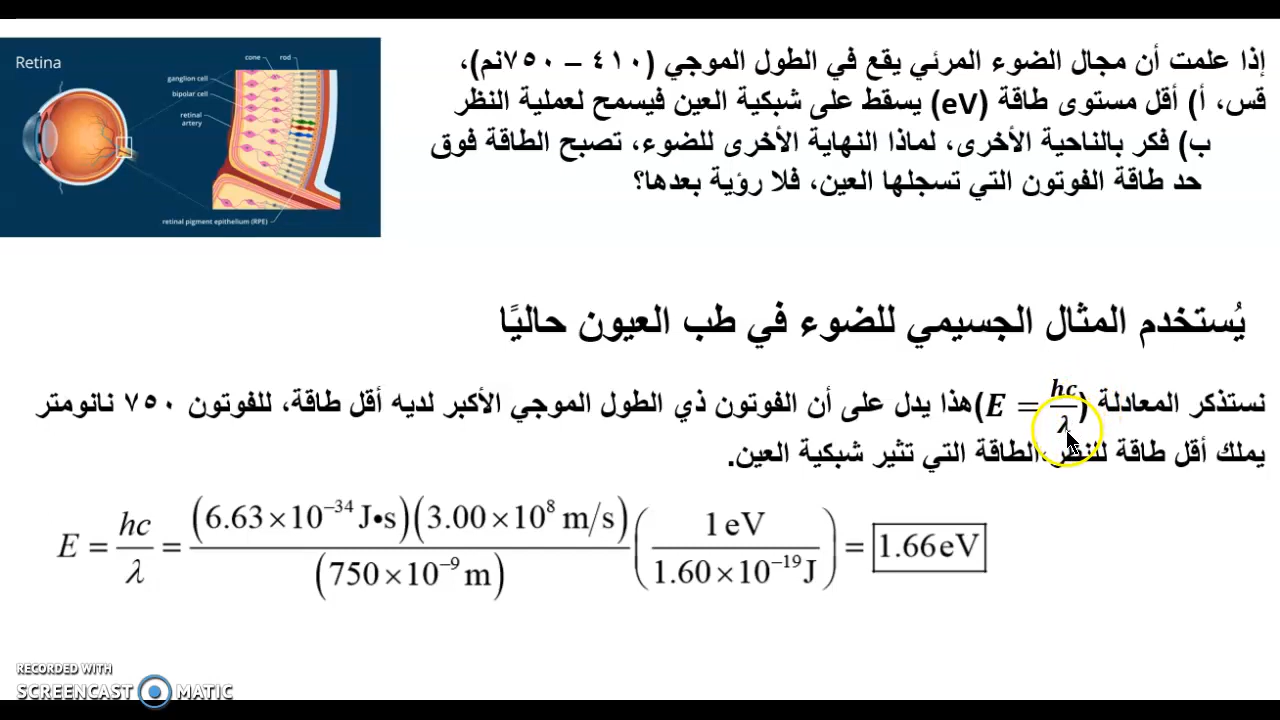 Retina
cone rod
ganglion cell
bipolar cell
retinal
artery
retinal pigment epithelium (RPE)
إذا علمت أن مجال الضوء المرئي يقع في الطول الموجي (٤١٠ – ٧٥٠نم)،
قس، أ) أقل مستوى طاقة (eV) يسقط على شبكية العين فيسمح لعملية النظر
ب) فكر بالناحية الأخرى، لماذا النهاية الأخرى للضوء، تصبح الطاقة فوق
حد طاقة الفوتون التي تسجلها العين، فلا رؤية بعدها؟
يُستخدم المثال الجسيمي للضوء في طب العيون حاليًا
نستذكر المعادلة (E = hc/λ)هذا يدل على أن الفوتون ذي الطول الموجي الأكبر لديه أقل طاقة، للفوتون ٧٥٠ نانومتر
يملك أقل طاقة للنظر،الطاقة التي تثير شبكية العين.
E = hc/λ = (6.63×10⁻³⁴ J•s)(3.00×10⁸ m/s)/(750×10⁻⁹ m) (1eV/1.60×10⁻¹⁹ J) = 1.66eV
RECORDED WITH
SCREENCAST MATIC